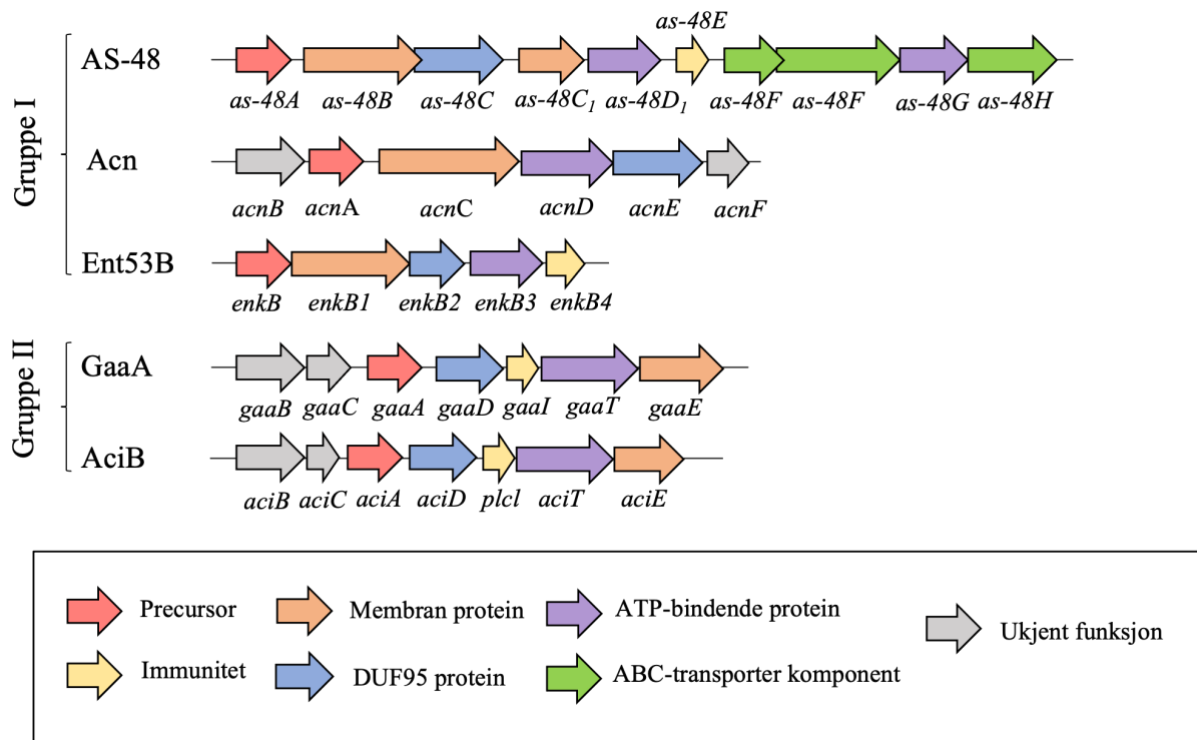 as-48E
AS-48
as-48A as-48B as-48C as-48C1 as-48D1 as-48F as-48F as-48G as-48H
Gruppe I
Acn
acnB acnA acnC acnD acnE acnF
Ent53B
enkB enkB1 enkB2 enkB3 enkB4
Gruppe II
GaaA
gaaB gaaC gaaA gaaD gaaI gaaT gaaE
AciB
aciB aciC aciA aciD plcl aciT aciE
Precursor Membran protein ATP-bindende protein Ukjent funksjon
Immunitet DUF95 protein ABC-transporter komponent